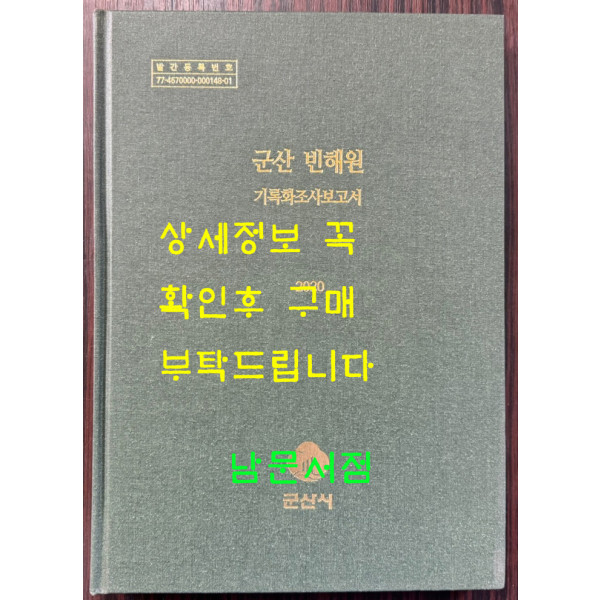 발간등록번호
77-4670000-000148-01
군산 빈해원
기록화조사보고서
상세정보 꼭
2020
확인후 구매
부탁드립니다
남문서점
군산시